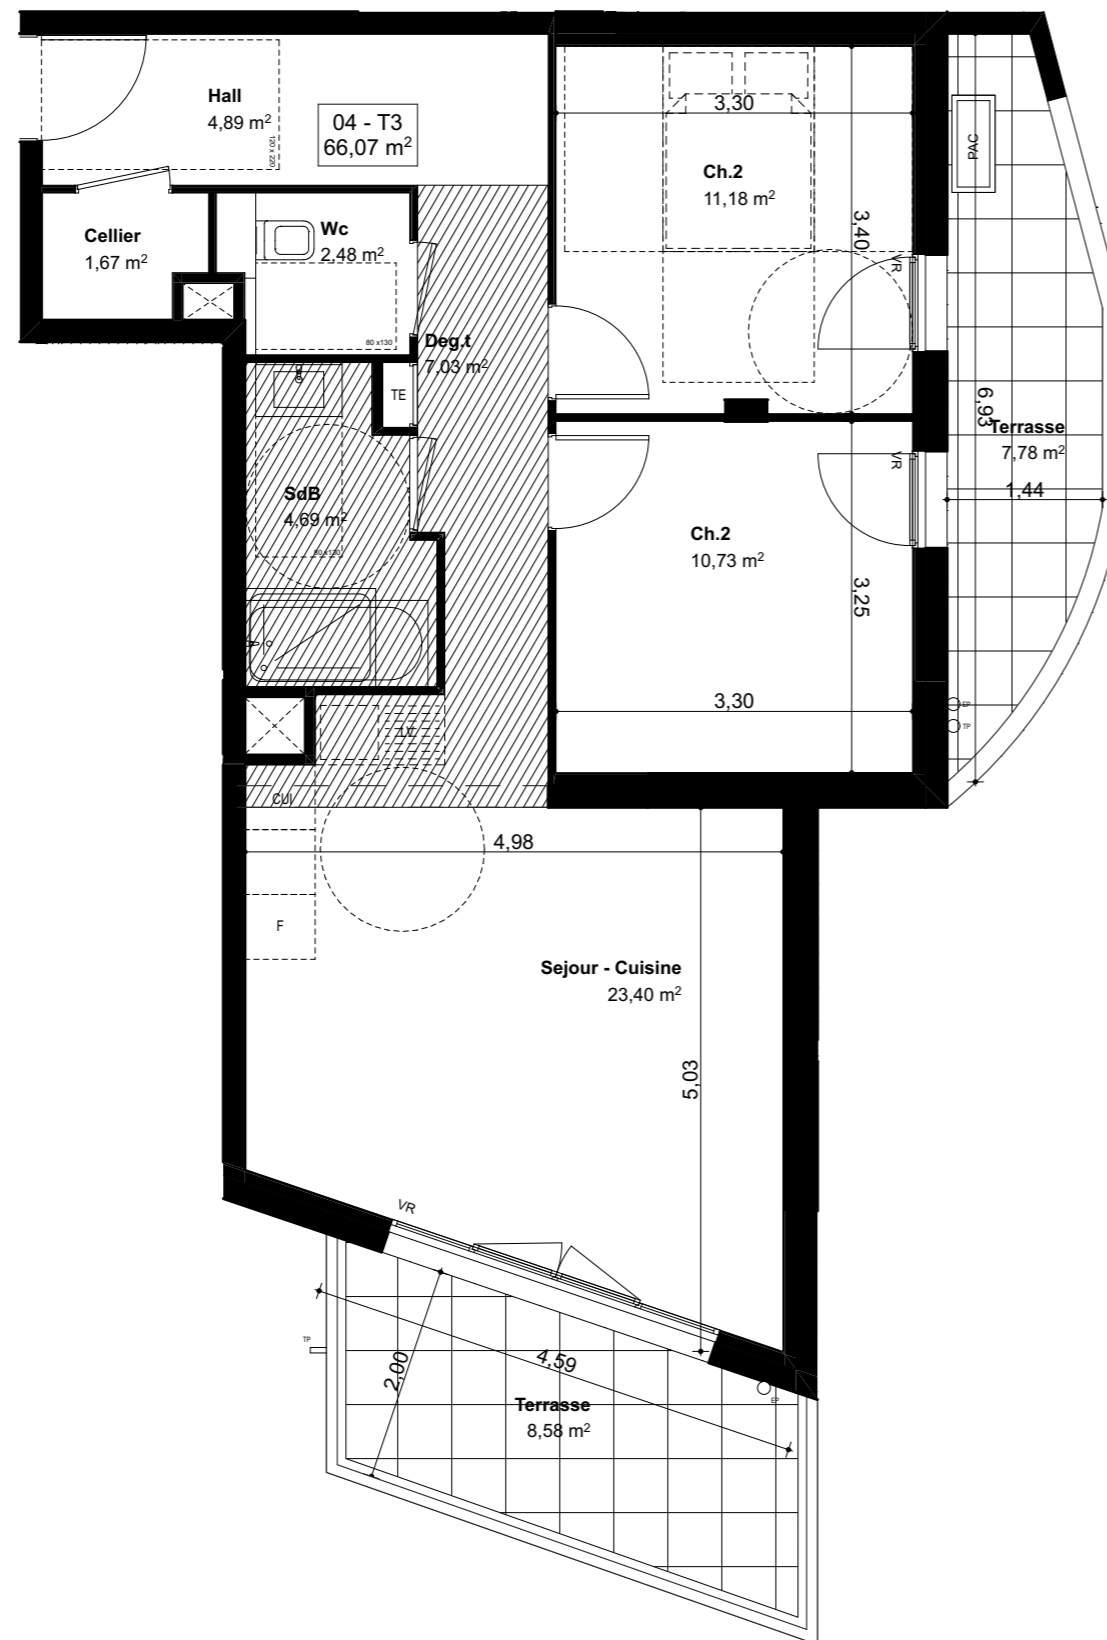 Hall
4,89 m²
120 x 220
04 - T3
66,07 m²
3,30
Ch.2
11,18 m²
3,40
VR
PAC
Cellier
1,67 m²
Wc
2,48 m²
80 x130
Deg.t
7,03 m²
TE
6,93
Terrasse
7,78 m²
1,44
VR
SdB
4,69 m²
80 x130
Ch.2
10,73 m²
3,25
3,30
EP
TP
LV
CUI
4,98
F
Sejour - Cuisine
23,40 m²
5,03
VR
TP
2,00
4,59
EP
Terrasse
8,58 m²